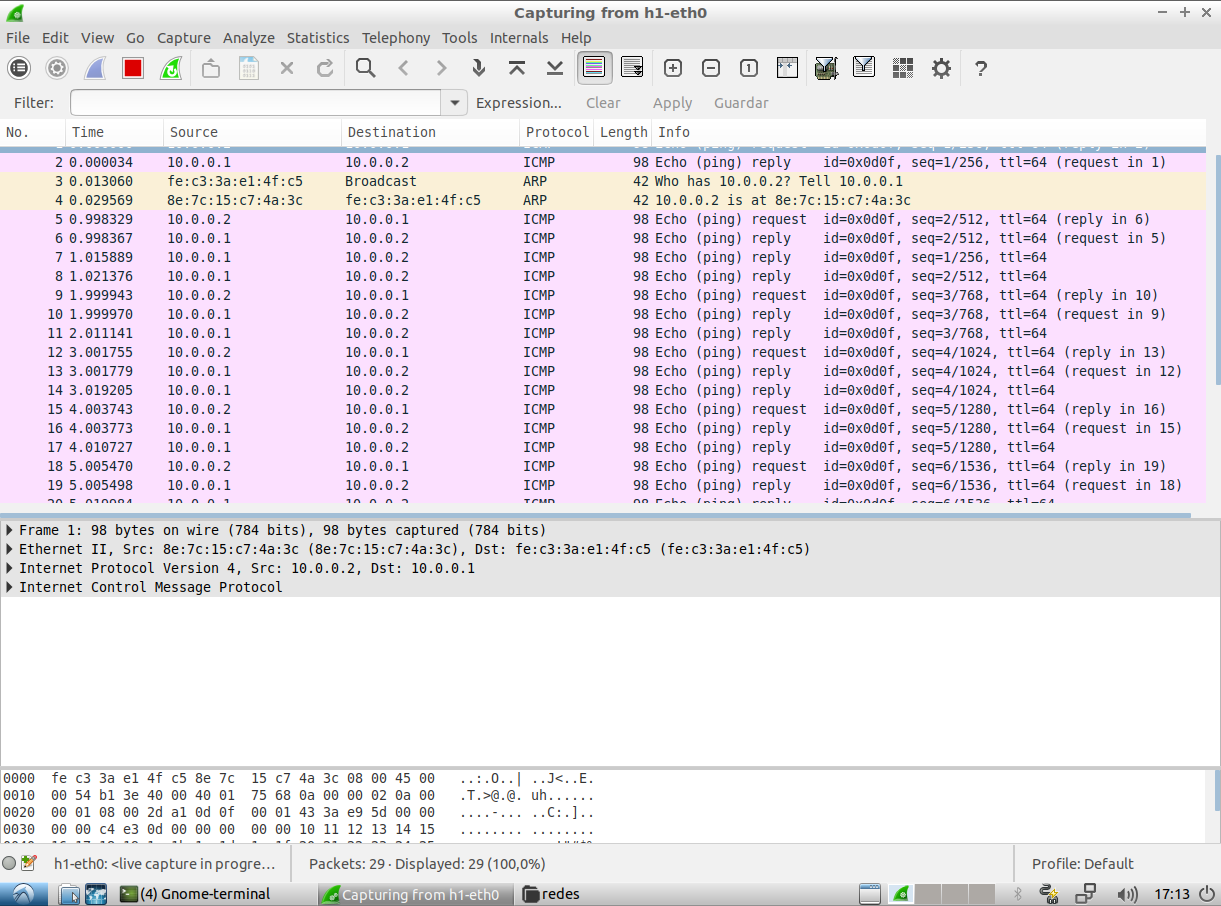 Capturing from h1-eth0
File Edit View Go Capture Analyze Statistics Telephony Tools Internals Help
Filter: Expression... Clear Apply Guardar
No. Time Source Destination Protocol Length Info
2 0.000034 10.0.0.1 10.0.0.2 ICMP 98 Echo (ping) reply id=0x0d0f, seq=1/256, ttl=64 (request in 1)
3 0.013060 fe:c3:3a:e1:4f:c5 Broadcast ARP 42 Who has 10.0.0.2? Tell 10.0.0.1
4 0.029569 8e:7c:15:c7:4a:3c fe:c3:3a:e1:4f:c5 ARP 42 10.0.0.2 is at 8e:7c:15:c7:4a:3c
5 0.998329 10.0.0.2 10.0.0.1 ICMP 98 Echo (ping) request id=0x0d0f, seq=2/512, ttl=64 (reply in 6)
6 0.998367 10.0.0.1 10.0.0.2 ICMP 98 Echo (ping) reply id=0x0d0f, seq=2/512, ttl=64 (request in 5)
7 1.015889 10.0.0.1 10.0.0.2 ICMP 98 Echo (ping) reply id=0x0d0f, seq=1/256, ttl=64
8 1.021376 10.0.0.1 10.0.0.2 ICMP 98 Echo (ping) reply id=0x0d0f, seq=2/512, ttl=64
9 1.999943 10.0.0.2 10.0.0.1 ICMP 98 Echo (ping) request id=0x0d0f, seq=3/768, ttl=64 (reply in 10)
10 1.999970 10.0.0.1 10.0.0.2 ICMP 98 Echo (ping) reply id=0x0d0f, seq=3/768, ttl=64 (request in 9)
11 2.011141 10.0.0.1 10.0.0.2 ICMP 98 Echo (ping) reply id=0x0d0f, seq=3/768, ttl=64
12 3.001755 10.0.0.2 10.0.0.1 ICMP 98 Echo (ping) request id=0x0d0f, seq=4/1024, ttl=64 (reply in 13)
13 3.001779 10.0.0.1 10.0.0.2 ICMP 98 Echo (ping) reply id=0x0d0f, seq=4/1024, ttl=64 (request in 12)
14 3.019205 10.0.0.1 10.0.0.2 ICMP 98 Echo (ping) reply id=0x0d0f, seq=4/1024, ttl=64
15 4.003743 10.0.0.2 10.0.0.1 ICMP 98 Echo (ping) request id=0x0d0f, seq=5/1280, ttl=64 (reply in 16)
16 4.003773 10.0.0.1 10.0.0.2 ICMP 98 Echo (ping) reply id=0x0d0f, seq=5/1280, ttl=64 (request in 15)
17 4.010727 10.0.0.1 10.0.0.2 ICMP 98 Echo (ping) reply id=0x0d0f, seq=5/1280, ttl=64
18 5.005470 10.0.0.2 10.0.0.1 ICMP 98 Echo (ping) request id=0x0d0f, seq=6/1536, ttl=64 (reply in 19)
19 5.005498 10.0.0.1 10.0.0.2 ICMP 98 Echo (ping) reply id=0x0d0f, seq=6/1536, ttl=64 (request in 18)
Frame 1: 98 bytes on wire (784 bits), 98 bytes captured (784 bits)
Ethernet II, Src: 8e:7c:15:c7:4a:3c (8e:7c:15:c7:4a:3c), Dst: fe:c3:3a:e1:4f:c5 (fe:c3:3a:e1:4f:c5)
Internet Protocol Version 4, Src: 10.0.0.2, Dst: 10.0.0.1
Internet Control Message Protocol
0000 fe c3 3a e1 4f c5 8e 7c 15 c7 4a 3c 08 00 45 00 ..:.O..| ..J<..E.
0010 00 54 b1 3e 40 00 40 01 75 68 0a 00 00 02 0a 00 .T.>@.@. uh......
0020 00 01 08 00 2d a1 0d 0f 00 01 43 3a e9 5d 00 00 ....-... ..C:.]..
0030 00 00 c4 e3 0d 00 00 00 00 00 10 11 12 13 14 15 ........ ........
h1-eth0: <live capture in progre... Packets: 29 · Displayed: 29 (100,0%) Profile: Default
(4) Gnome-terminal Capturing from h1-eth0 redes 17:13